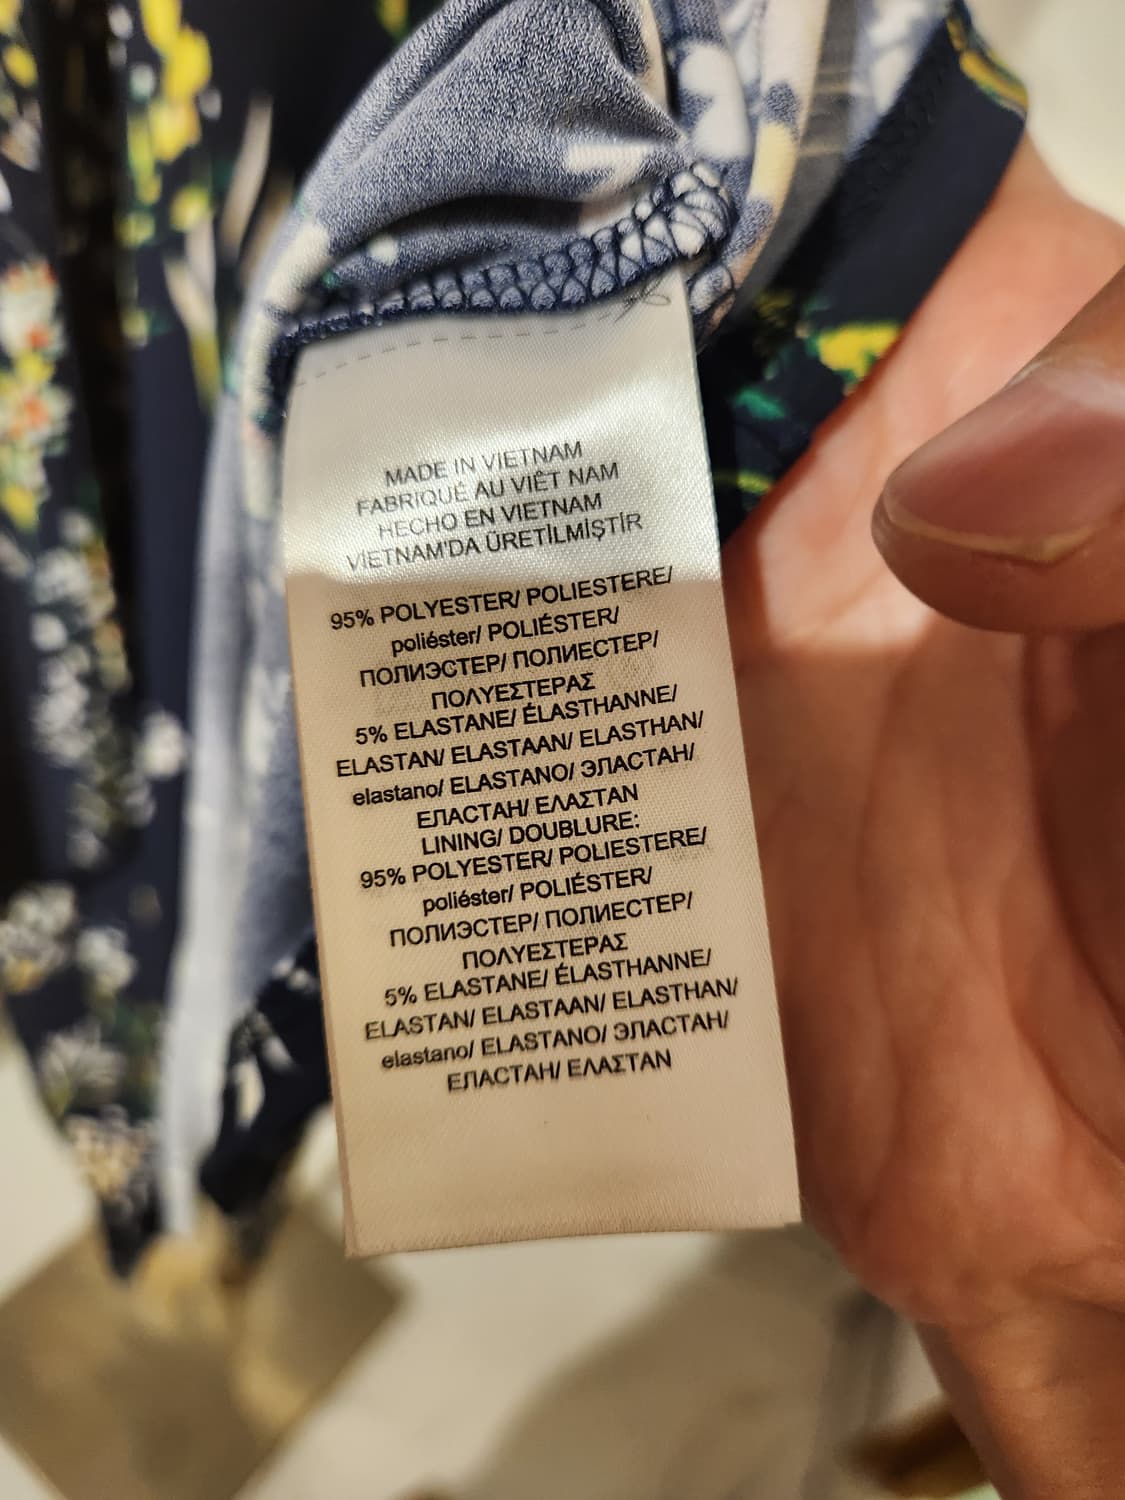 MADE IN VIETNAM
FABRIQUÉ AU VIÊT NAM
HECHO EN VIETNAM
VİETNAM'DA ÜRETİLMİŞTİR
95% POLYESTER/ POLIESTERE/
poliéster/ POLIÉSTER/
ПОЛИЭСТЕР/ ПОЛИЕСТЕР/
ΠΟΛΥΕΣΤΕΡΑΣ
5% ELASTANE/ ÉLASTHANNE/
ELASTAN/ ELASTAAN/ ELASTHAN/
elastano/ ELASTANO/ ЭЛАСТАН/
ЕЛАСТАН/ ΕΛΑΣΤΑΝ
LINING/ DOUBLURE:
95% POLYESTER/ POLIESTERE/
poliéster/ POLIÉSTER/
ПОЛИЭСТЕР/ ПОЛИЕСТЕР/
ΠΟΛΥΕΣΤΕΡΑΣ
5% ELASTANE/ ÉLASTHANNE/
ELASTAN/ ELASTAAN/ ELASTHAN/
elastano/ ELASTANO/ ЭЛАСТАН/
ЕЛАСТАН/ ΕΛΑΣΤΑΝ